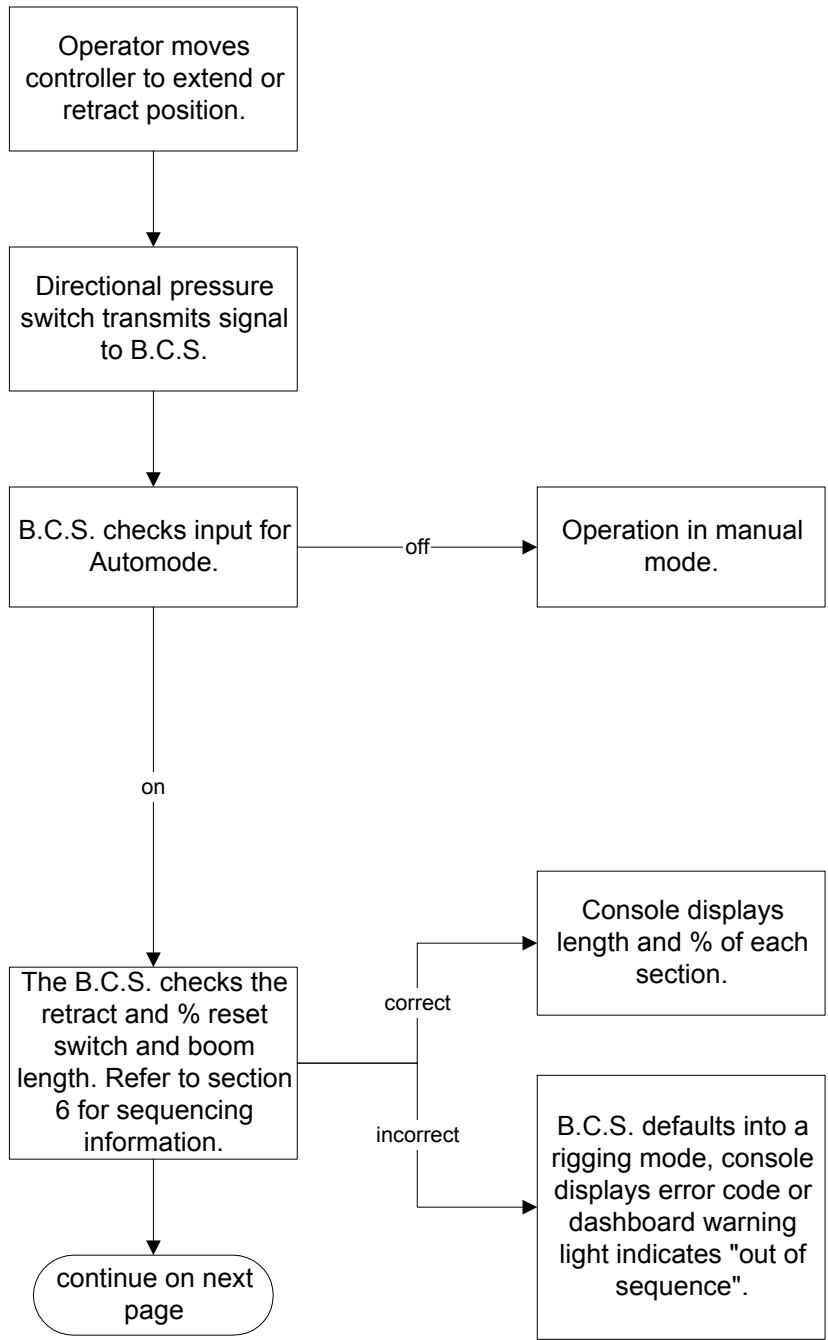 Operator moves
controller to extend or
retract position.
Directional pressure
switch transmits signal
to B.C.S.
B.C.S. checks input for
Automode.
off
Operation in manual
mode.
on
The B.C.S. checks the
retract and % reset
switch and boom
length. Refer to section
6 for sequencing
information.
correct
Console displays
length and % of each
section.
incorrect
B.C.S. defaults into a
rigging mode, console
displays error code or
dashboard warning
light indicates "out of
sequence".
continue on next
page